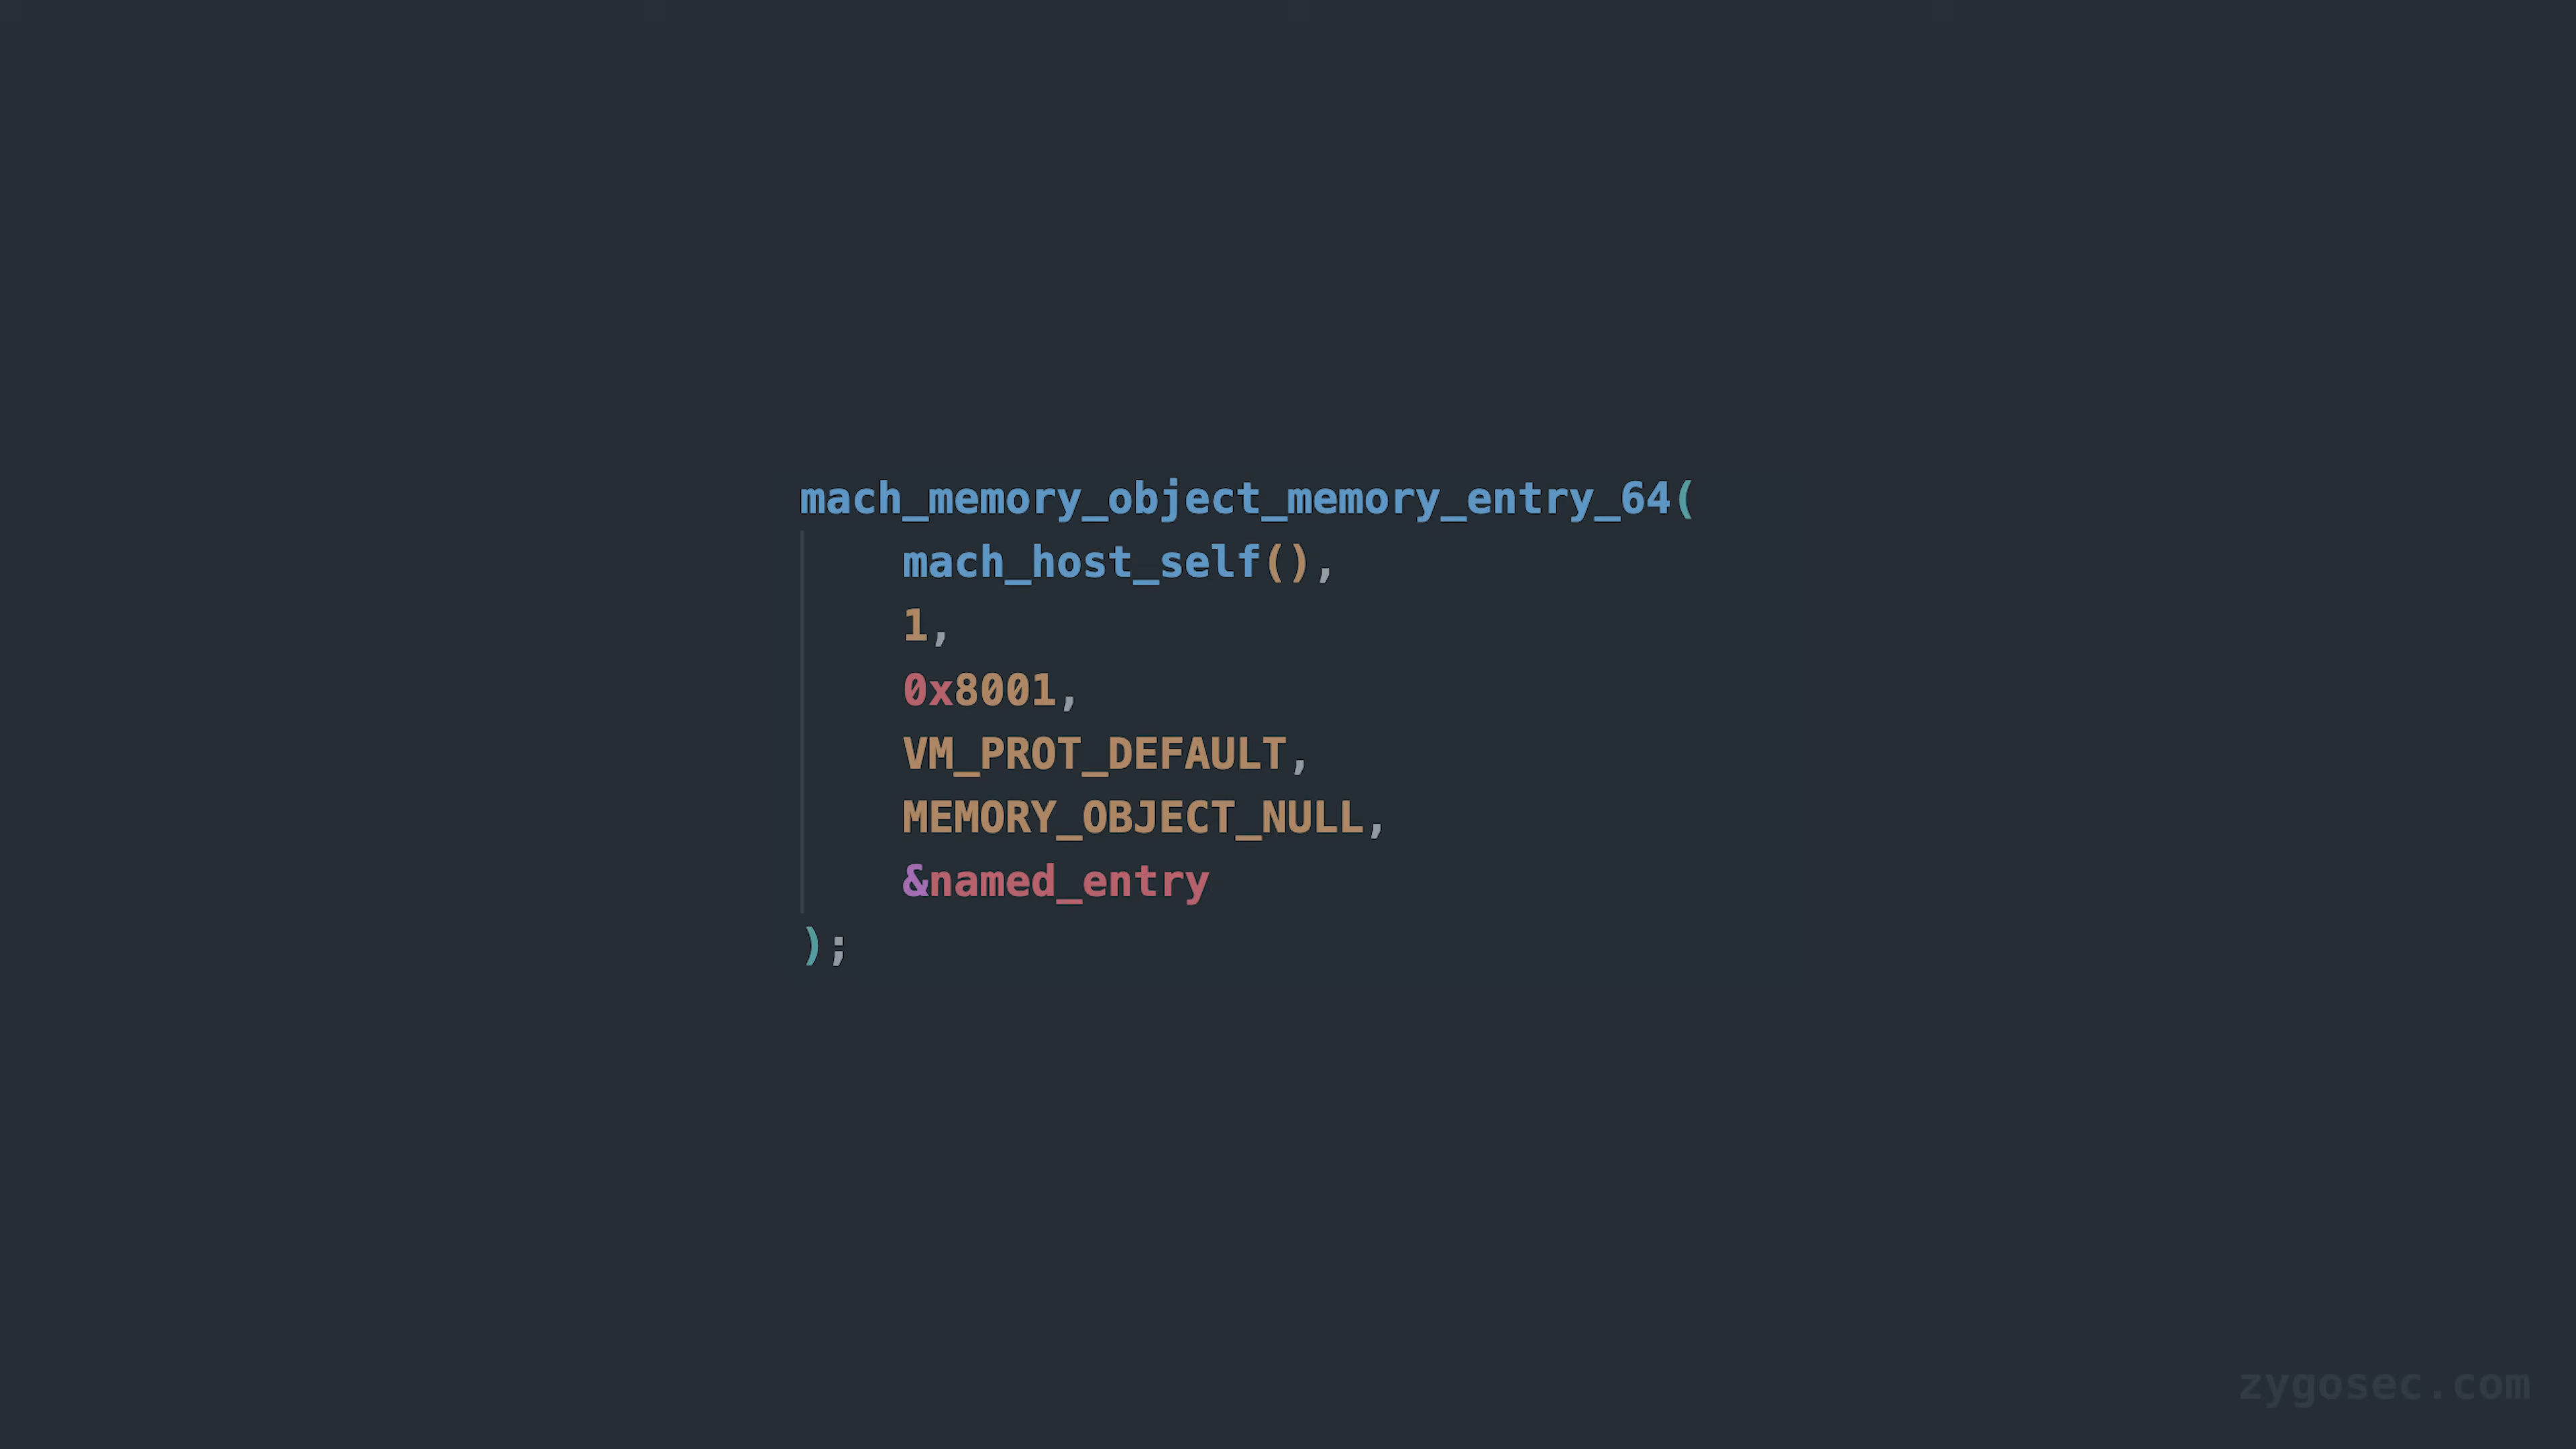 mach_memory_object_memory_entry_64(
mach_host_self(),
1,
0x8001,
VM_PROT_DEFAULT,
MEMORY_OBJECT_NULL,
&named_entry
);
zygosec.com